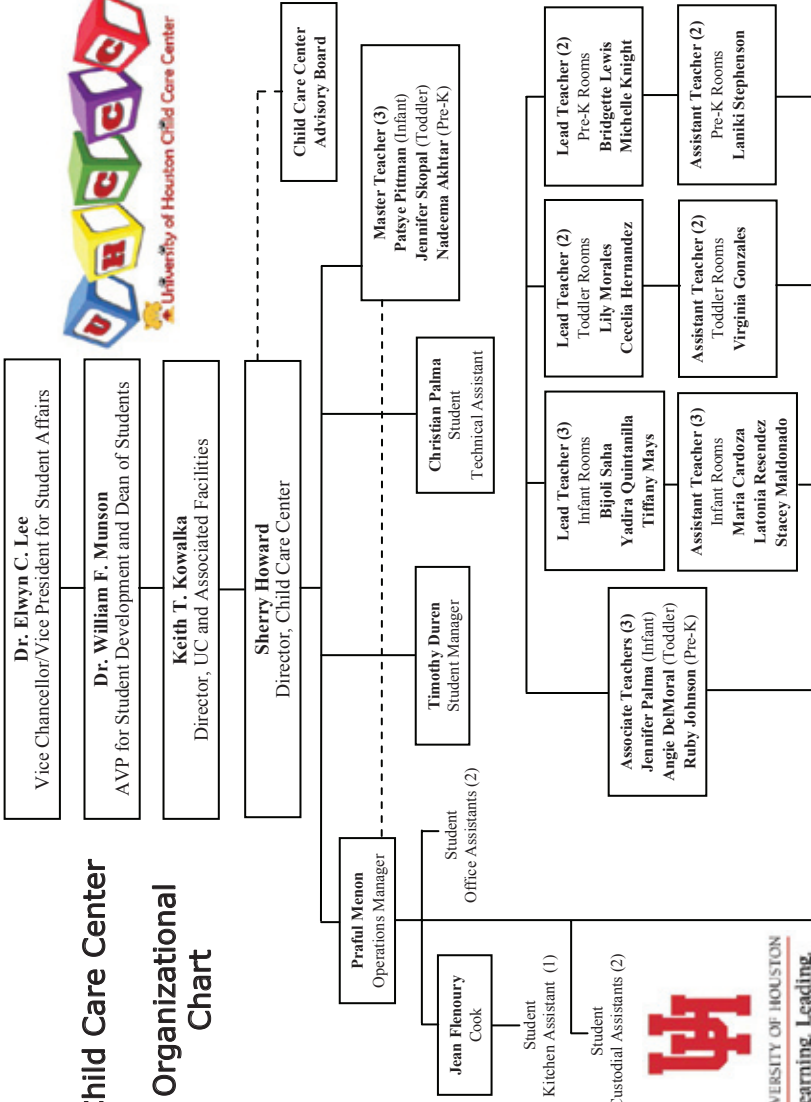 Child Care Center
Organizational
Chart
Dr. Elwyn C. Lee
Vice Chancellor/Vice President for Student Affairs
Dr. William F. Munson
AVP for Student Development and Dean of Students
Keith T. Kowalka
Director, UC and Associated Facilities
Sherry Howard
Director, Child Care Center
U H C C C
University of Houston Child Care Center
Child Care Center
Advisory Board
Praful Menon
Operations Manager
Timothy Duren
Student Manager
Christian Palma
Student
Technical Assistant
Master Teacher (3)
Patsye Pittman (Infant)
Jennifer Skopal (Toddler)
Nadeema Akhtar (Pre-K)
Jean Flenoury
Cook
Student
Office Assistants (2)
Student
Kitchen Assistant (1)
Student
Custodial Assistants (2)
Associate Teachers (3)
Jennifer Palma (Infant)
Angie DelMoral (Toddler)
Ruby Johnson (Pre-K)
Lead Teacher (3)
Infant Rooms
Bijoli Saha
Yadira Quintanilla
Tiffany Mays
Lead Teacher (2)
Toddler Rooms
Lily Morales
Cecelia Hernandez
Lead Teacher (2)
Pre-K Rooms
Bridgette Lewis
Michelle Knight
Assistant Teacher (3)
Infant Rooms
Maria Cardoza
Latonia Resendez
Stacey Maldonado
Assistant Teacher (2)
Toddler Rooms
Virginia Gonzales
Assistant Teacher (2)
Pre-K Rooms
Laniki Stephenson
UH
VERSITY OF HOUSTON
earning. Leading.